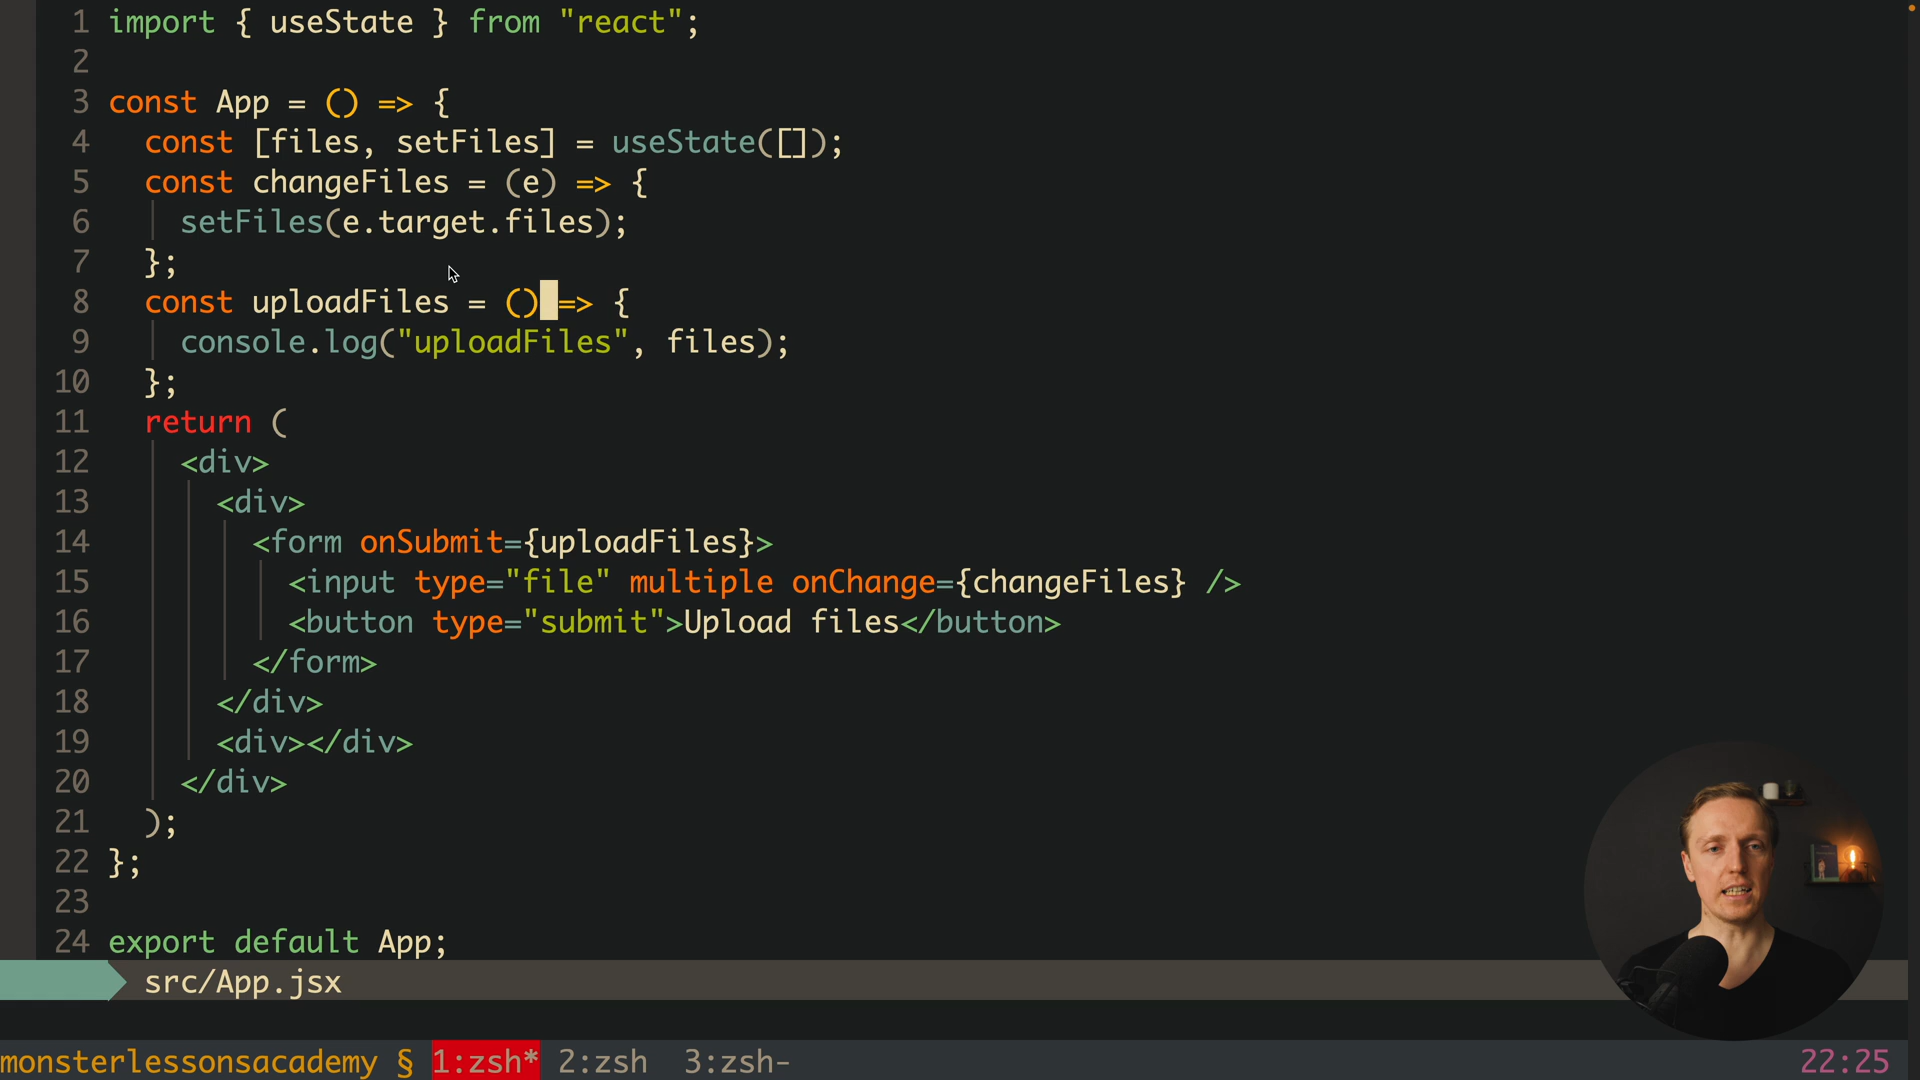 1 import { useState } from "react";
2
3 const App = () => {
4 const [files, setFiles] = useState([]);
5 const changeFiles = (e) => {
6 setFiles(e.target.files);
7 };
8 const uploadFiles = () => {
9 console.log("uploadFiles", files);
10 };
11 return (
12 <div>
13 <div>
14 <form onSubmit={uploadFiles}>
15 <input type="file" multiple onChange={changeFiles} />
16 <button type="submit">Upload files</button>
17 </form>
18 </div>
19 <div></div>
20 </div>
21 );
22 };
23
24 export default App;
src/App.jsx
monsterlessonsacademy § 1:zsh* 2:zsh 3:zsh- 22:25